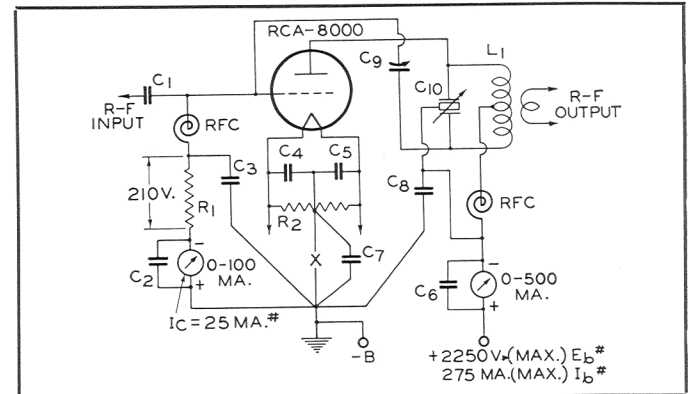 RCA-8000
L1
C9
C1
C10
R-F
INPUT
R-F
OUTPUT
RFC
C4
C5
C3
C8
210V.
R1
R2
RFC
C7
X
C2
-
0-100
MA.
+
C6
-
0-500
MA.
+
IC=25 MA.#
-B
+2250V.(MAX.) Eb#
275 MA.(MAX.) Ib#